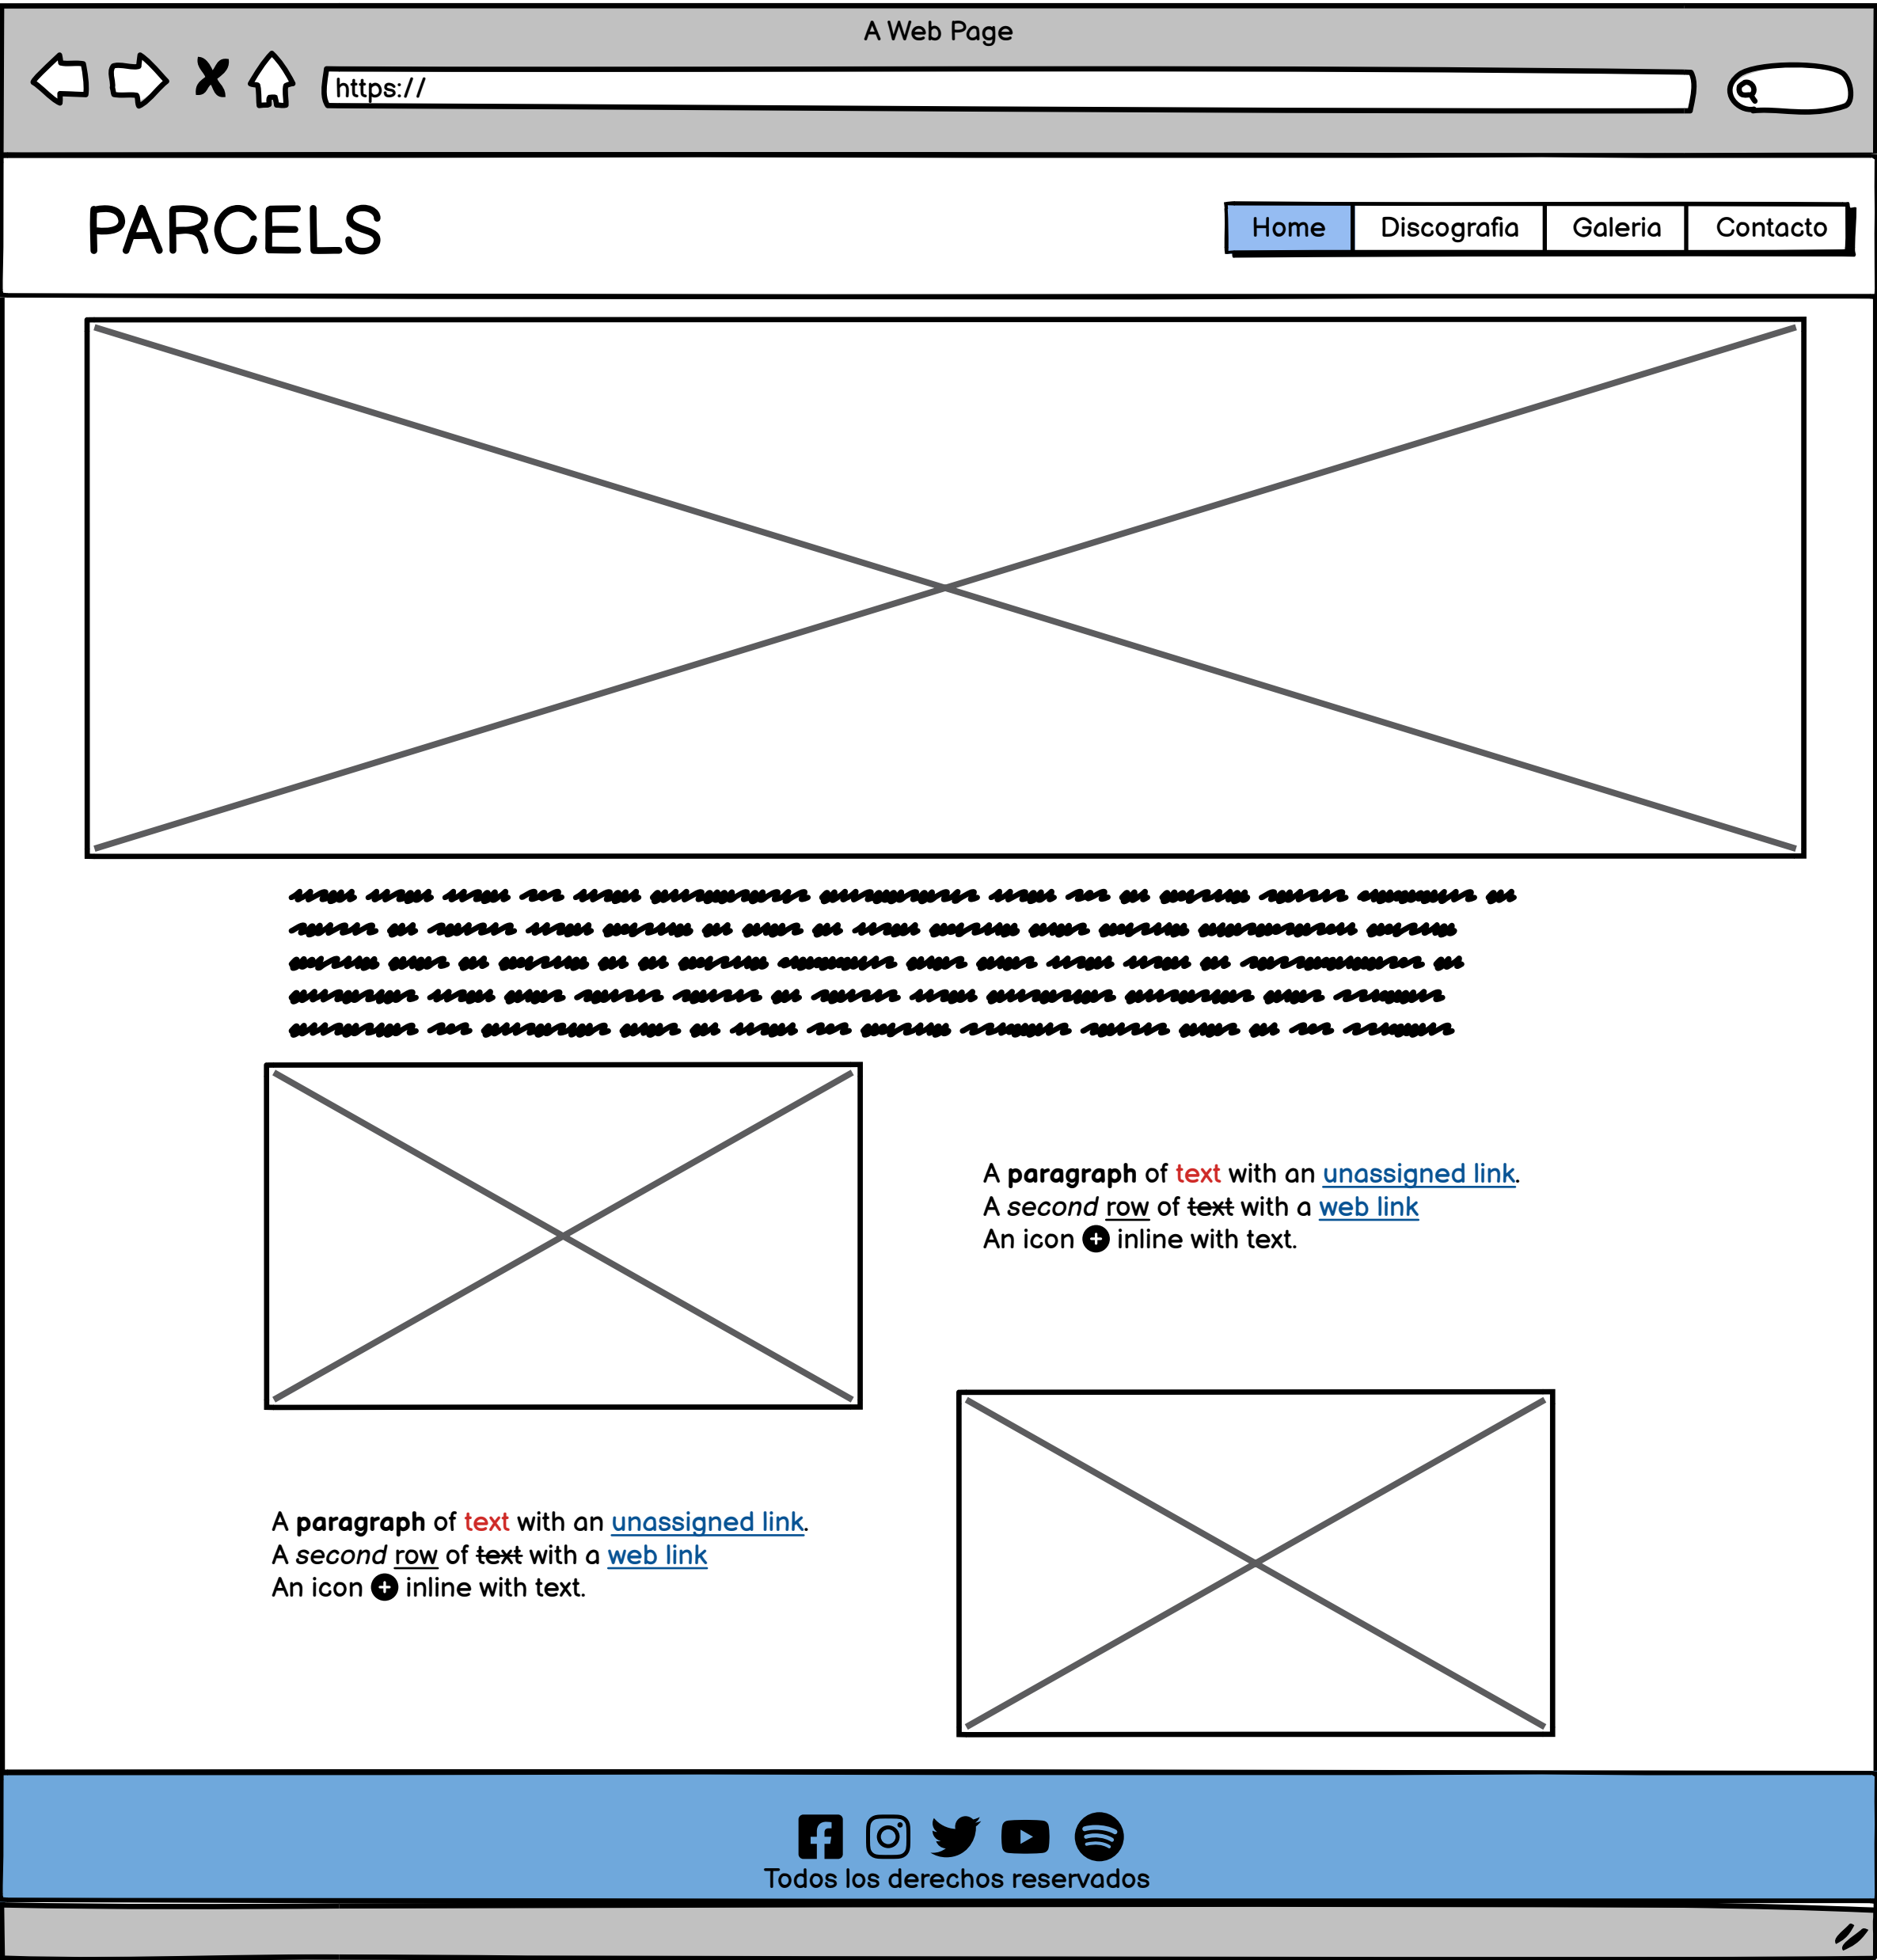 A Web Page
https://
PARCELS
Home Discografia Galeria Contacto
A paragraph of text with an unassigned link.
A second row of text with a web link
An icon inline with text.
A paragraph of text with an unassigned link.
A second row of text with a web link
An icon inline with text.
Todos los derechos reservados